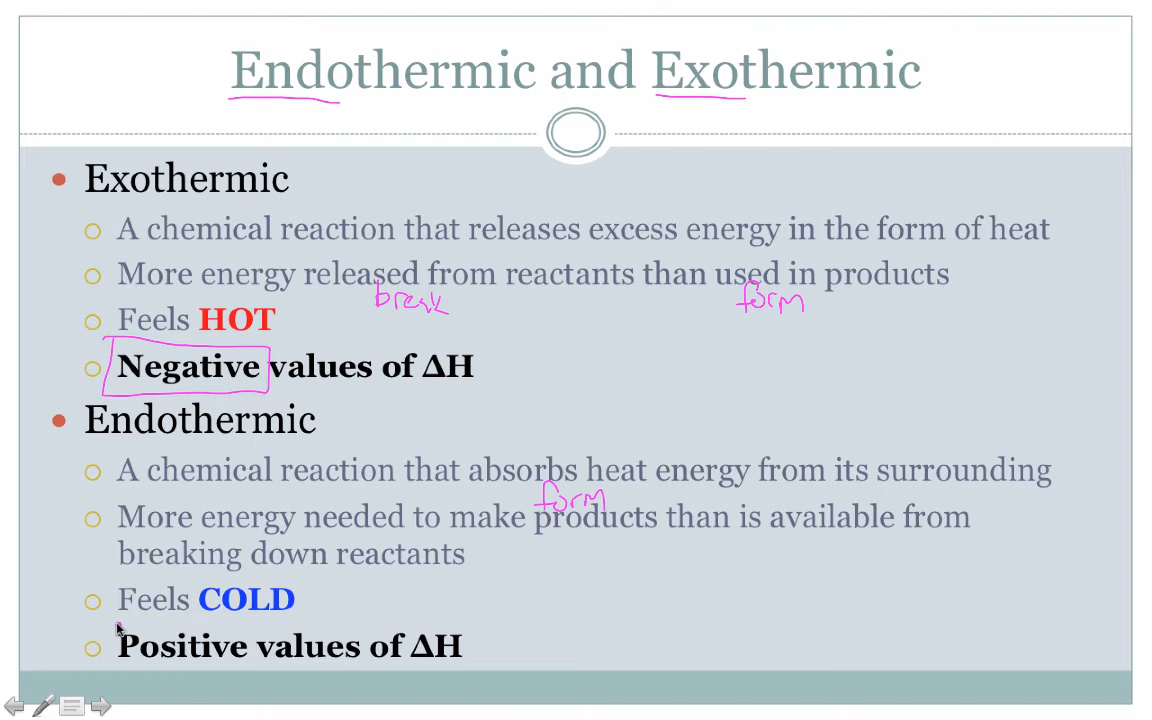 Endothermic and Exothermic
• Exothermic
○ A chemical reaction that releases excess energy in the form of heat
○ More energy released from reactants than used in products
break form
○ Feels HOT
○ Negative values of ΔH
• Endothermic
○ A chemical reaction that absorbs heat energy from its surrounding
form
○ More energy needed to make products than is available from
breaking down reactants
○ Feels COLD
○ Positive values of ΔH